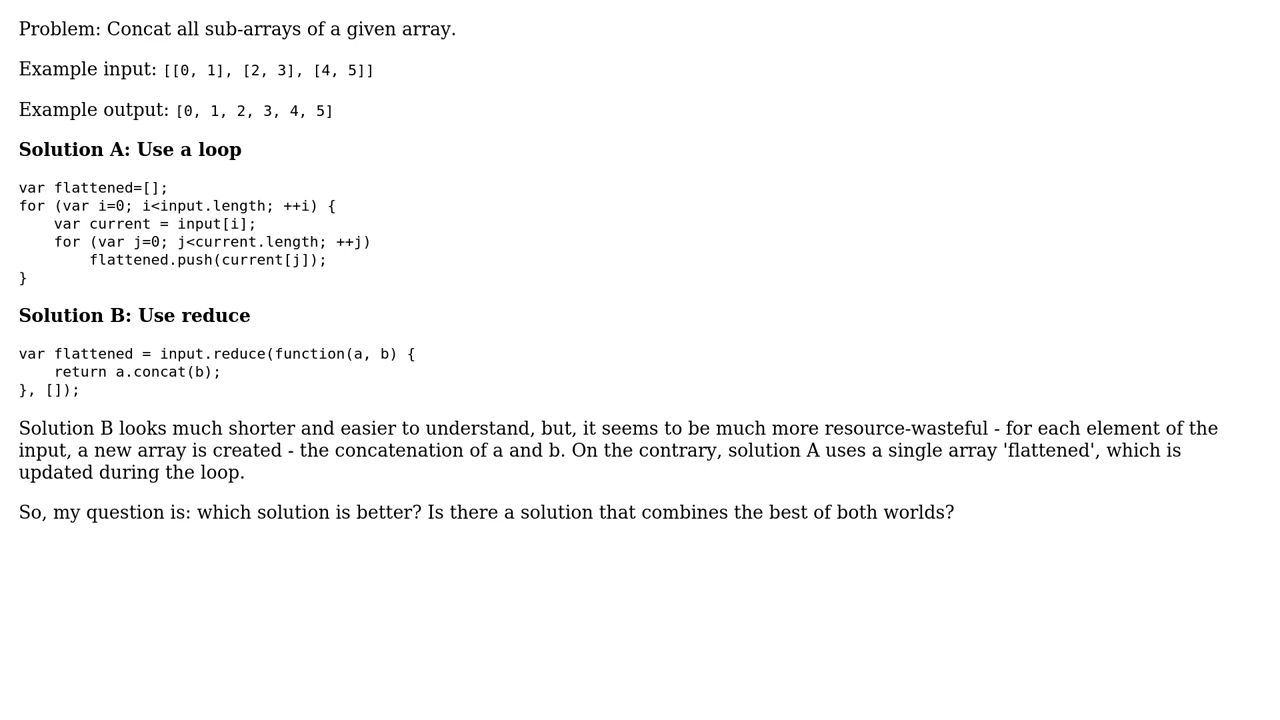 Problem: Concat all sub-arrays of a given array.
Example input: [[0, 1], [2, 3], [4, 5]]
Example output: [0, 1, 2, 3, 4, 5]
Solution A: Use a loop
var flattened=[];
for (var i=0; i<input.length; ++i) {
    var current = input[i];
    for (var j=0; j<current.length; ++j)
        flattened.push(current[j]);
}
Solution B: Use reduce
var flattened = input.reduce(function(a, b) {
    return a.concat(b);
}, []);
Solution B looks much shorter and easier to understand, but, it seems to be much more resource-wasteful - for each element of the
input, a new array is created - the concatenation of a and b. On the contrary, solution A uses a single array 'flattened', which is
updated during the loop.
So, my question is: which solution is better? Is there a solution that combines the best of both worlds?